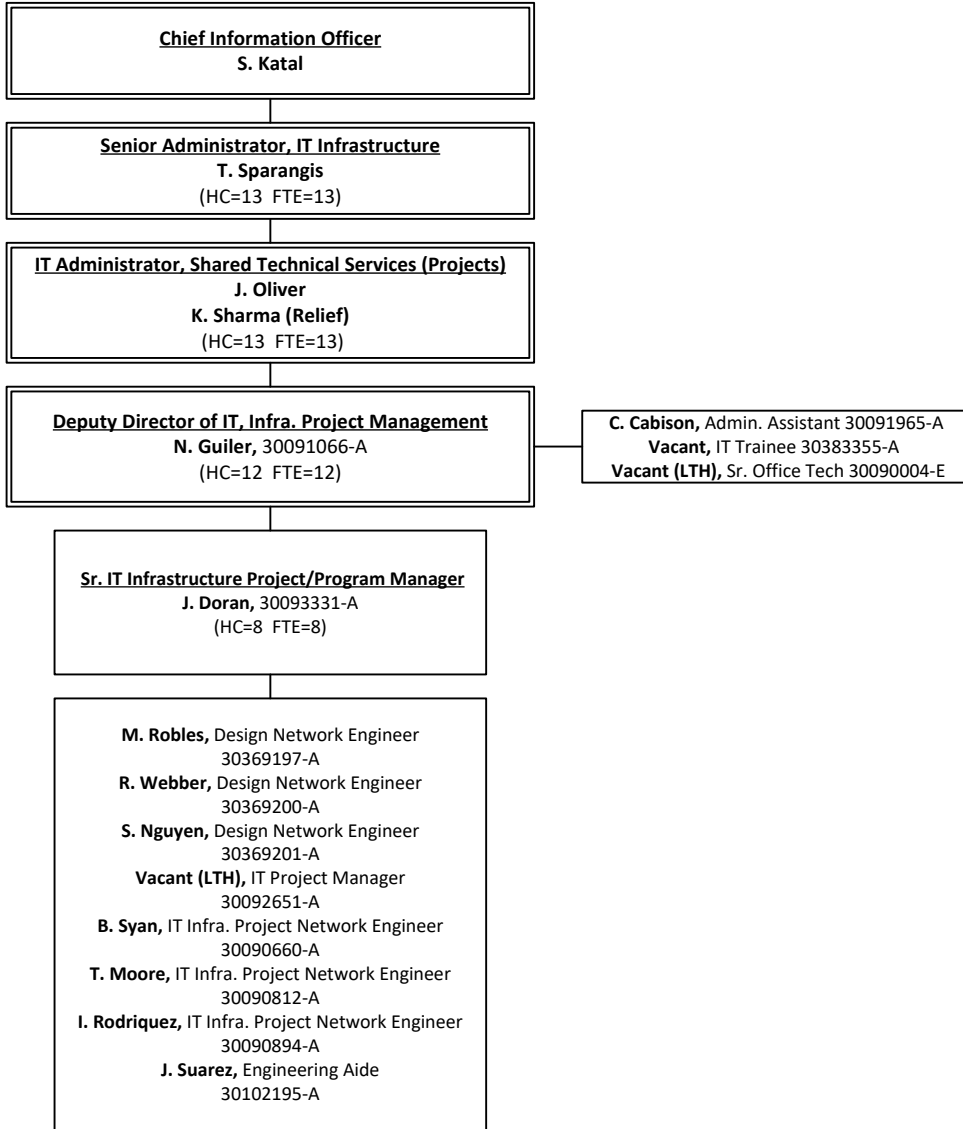 Chief Information Officer
S. Katal
Senior Administrator, IT Infrastructure
T. Sparangis
(HC=13 FTE=13)
IT Administrator, Shared Technical Services (Projects)
J. Oliver
K. Sharma (Relief)
(HC=13 FTE=13)
Deputy Director of IT, Infra. Project Management
N. Guiler, 30091066-A
(HC=12 FTE=12)
C. Cabison, Admin. Assistant 30091965-A
Vacant, IT Trainee 30383355-A
Vacant (LTH), Sr. Office Tech 30090004-E
Sr. IT Infrastructure Project/Program Manager
J. Doran, 30093331-A
(HC=8 FTE=8)
M. Robles, Design Network Engineer
30369197-A
R. Webber, Design Network Engineer
30369200-A
S. Nguyen, Design Network Engineer
30369201-A
Vacant (LTH), IT Project Manager
30092651-A
B. Syan, IT Infra. Project Network Engineer
30090660-A
T. Moore, IT Infra. Project Network Engineer
30090812-A
I. Rodriquez, IT Infra. Project Network Engineer
30090894-A
J. Suarez, Engineering Aide
30102195-A